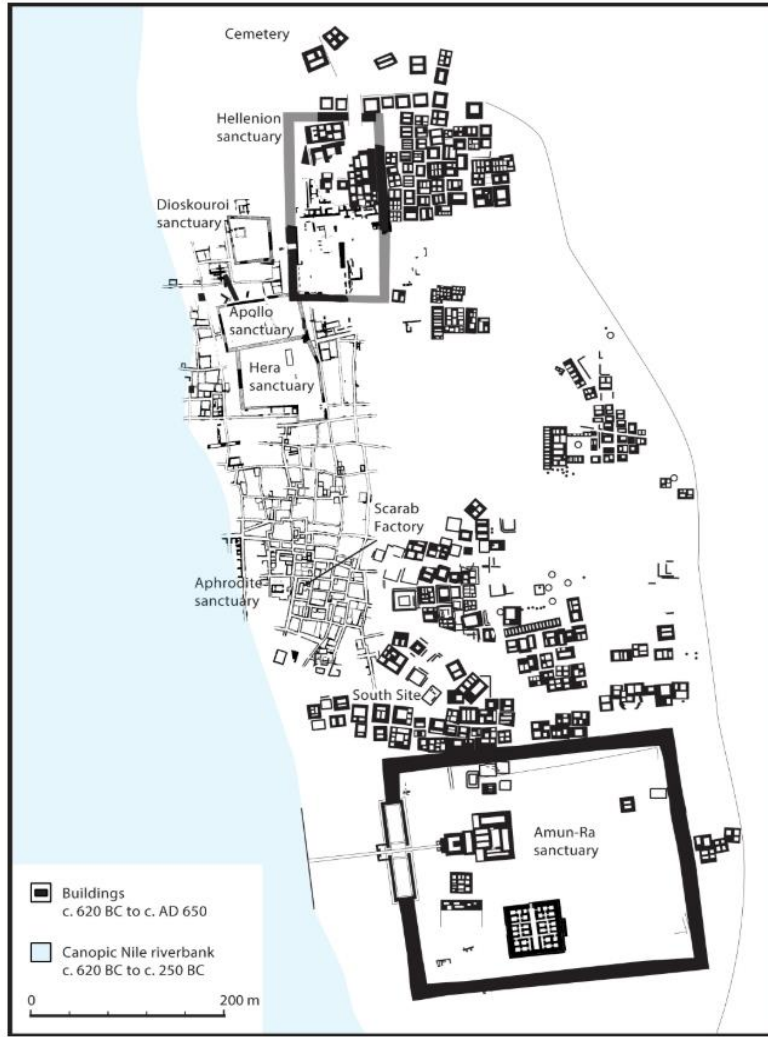 Cemetery
Hellenion
sanctuary
Dioskouroi
sanctuary
Apollo
sanctuary
Hera
sanctuary
Scarab
Factory
Aphrodite
sanctuary
South Site
Amun-Ra
sanctuary
Buildings
c. 620 BC to c. AD 650
Canopic Nile riverbank
c. 620 BC to c. 250 BC
0 200 m